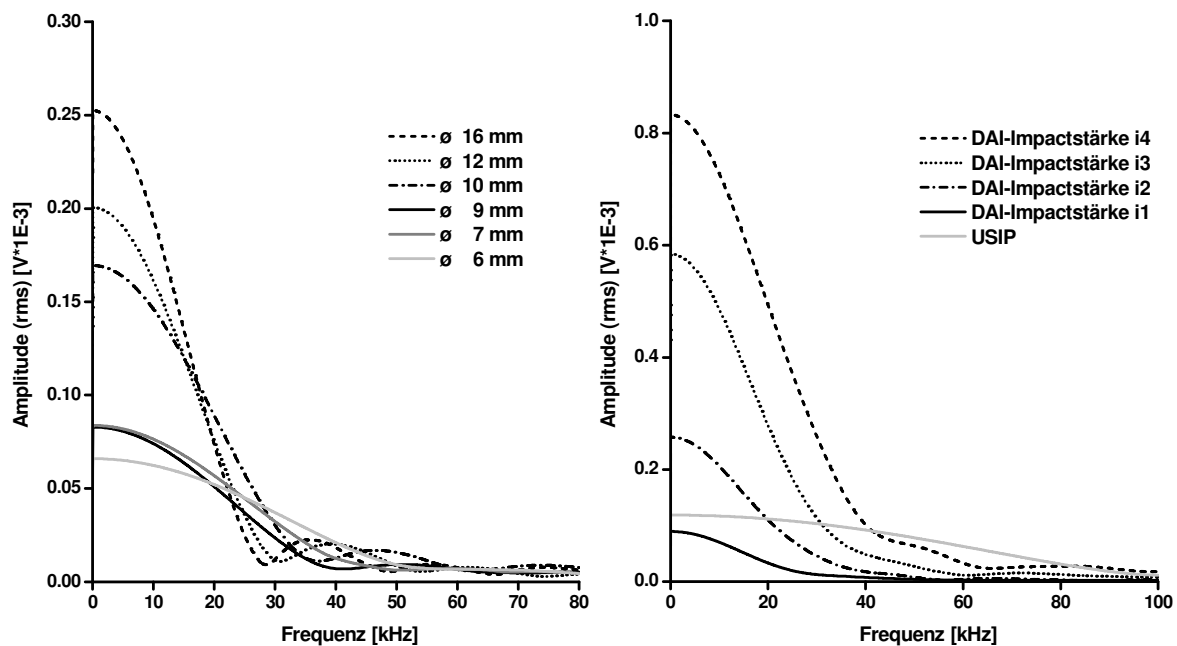 0.30
0.25
0.20
0.15
0.10
0.05
0.00
Amplitude (rms) [V*1E-3]
ø 16 mm
ø 12 mm
ø 10 mm
ø 9 mm
ø 7 mm
ø 6 mm
0 10 20 30 40 50 60 70 80
Frequenz [kHz]
1.0
0.8
0.6
0.4
0.2
0.0
Amplitude (rms) [V*1E-3]
DAI-Impactstärke i4
DAI-Impactstärke i3
DAI-Impactstärke i2
DAI-Impactstärke i1
USIP
0 20 40 60 80 100
Frequenz [kHz]